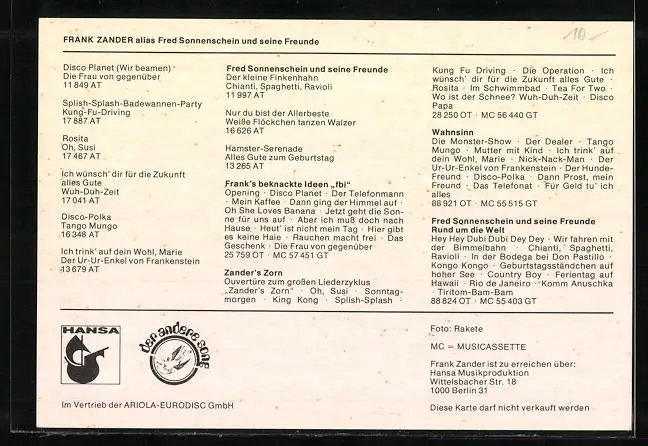 FRANK ZANDER alias Fred Sonnenschein und seine Freunde
10-
Disco Planet (Wir beamen)
Die Frau von gegenüber
11 849 AT
Splish-Splash-Badewannen-Party
Kung-Fu-Driving
17 887 AT
Rosita
Oh, Susi
17 467 AT
Ich wünsch' dir für die Zukunft
alles Gute
Wuh-Duh-Zeit
17 041 AT
Disco-Polka
Tango Mungo
16 348 AT
Ich trink' auf dein Wohl, Marie
Der Ur-Ur-Enkel von Frankenstein
13 679 AT
Fred Sonnenschein und seine Freunde
Der kleine Finkenhahn
Chianti, Spaghetti, Ravioli
11 997 AT
Nur du bist der Allerbeste
Weiße Flöckchen tanzen Walzer
16 626 AT
Hamster-Serenade
Alles Gute zum Geburtstag
13 265 AT
Frank's beknackte Ideen „fbi"
Opening · Disco Planet · Der Telefonmann
· Mein Kaffee · Dann ging der Himmel auf ·
Oh She Loves Banana · Jetzt geht die Son-
ne für uns auf · Aber ich muß doch nach
Hause · Heut' ist nicht mein Tag · Hier gibt
es keine Haie · Rauchen macht frei · Das
Geschenk · Die Frau von gegenüber
25 759 OT · MC 57 451 GT
Zander's Zorn
Ouvertüre zum großen Liederzyklus
„Zander's Zorn" · Oh, Susi · Sonntag-
morgen · King Kong · Splish-Splash ·
Kung Fu Driving · Die Operation · Ich
wünsch' dir für die Zukunft alles Gute ·
Rosita · Im Schwimmbad · Tea For Two ·
Wo ist der Schnee? Wuh-Duh-Zeit · Disco
Papa
28 250 OT · MC 56 440 GT
Wahnsinn
Die Monster-Show · Der Dealer · Tango
Mungo · Mutter mit Kind · Ich trink' auf
dein Wohl, Marie · Nick-Nack-Man · Der
Ur-Ur-Enkel von Frankenstein · Der Hunde-
Freund · Disco-Polka · Dann Prost, mein
Freund · Das Telefonat · Für Geld tu' ich
alles
88 921 OT · MC 55 515 GT
Fred Sonnenschein und seine Freunde
Rund um die Welt
Hey Hey Dubi Dubi Dey Dey · Wir fahren mit
der Bimmelbahn · Chianti, Spaghetti,
Ravioli · In der Bodega bei Don Pastillo ·
Kongo Kongo · Geburtstagsständchen auf
hoher See · Country Boy · Ferientag auf
Hawaii · Rio de Janeiro · Komm Anuschka
· Tiritom-Bam-Bam
88 824 OT · MC 55 403 GT
HANSA
der andere song
Im Vertrieb der ARIOLA-EURODISC GmbH
Foto: Rakete
MC = MUSICASSETTE
Frank Zander ist zu erreichen über:
Hansa Musikproduktion
Wittelsbacher Str. 18
1000 Berlin 31
Diese Karte darf nicht verkauft werden